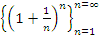 {(1 + 1/n)^n}_{n=1}^{n=∞}